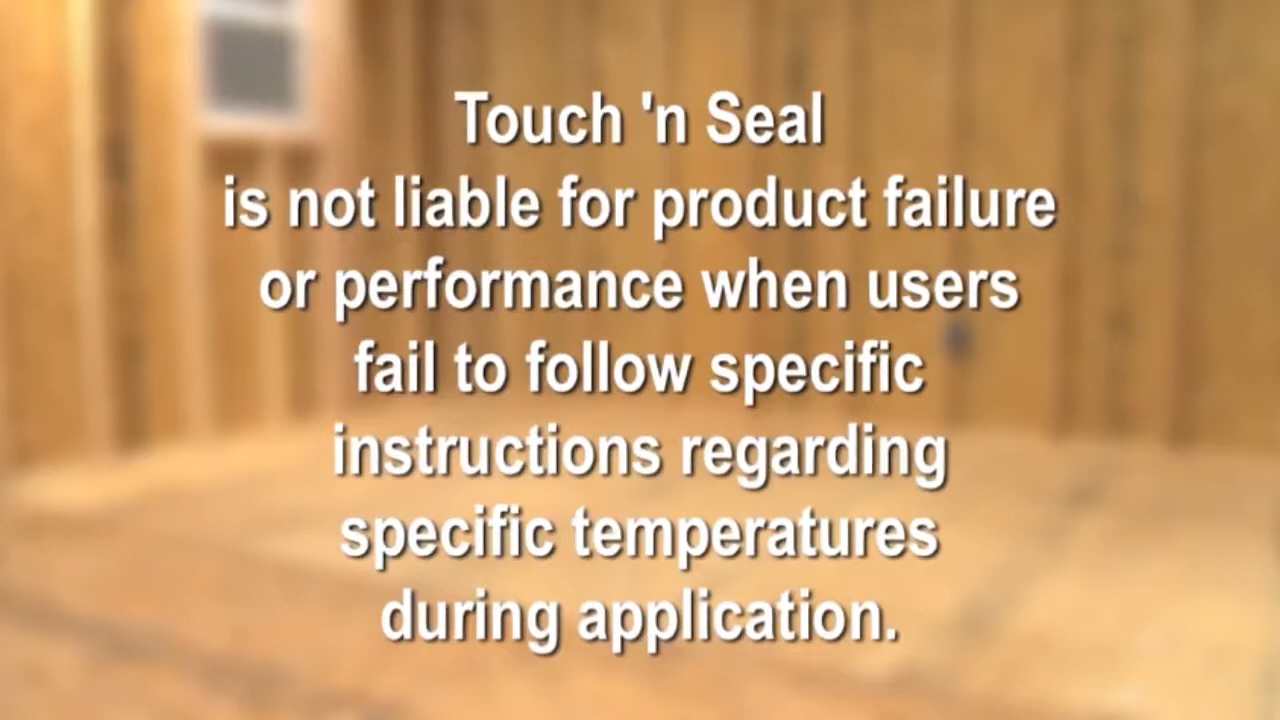 Touch 'n Seal
is not liable for product failure
or performance when users
fail to follow specific
instructions regarding
specific temperatures
during application.